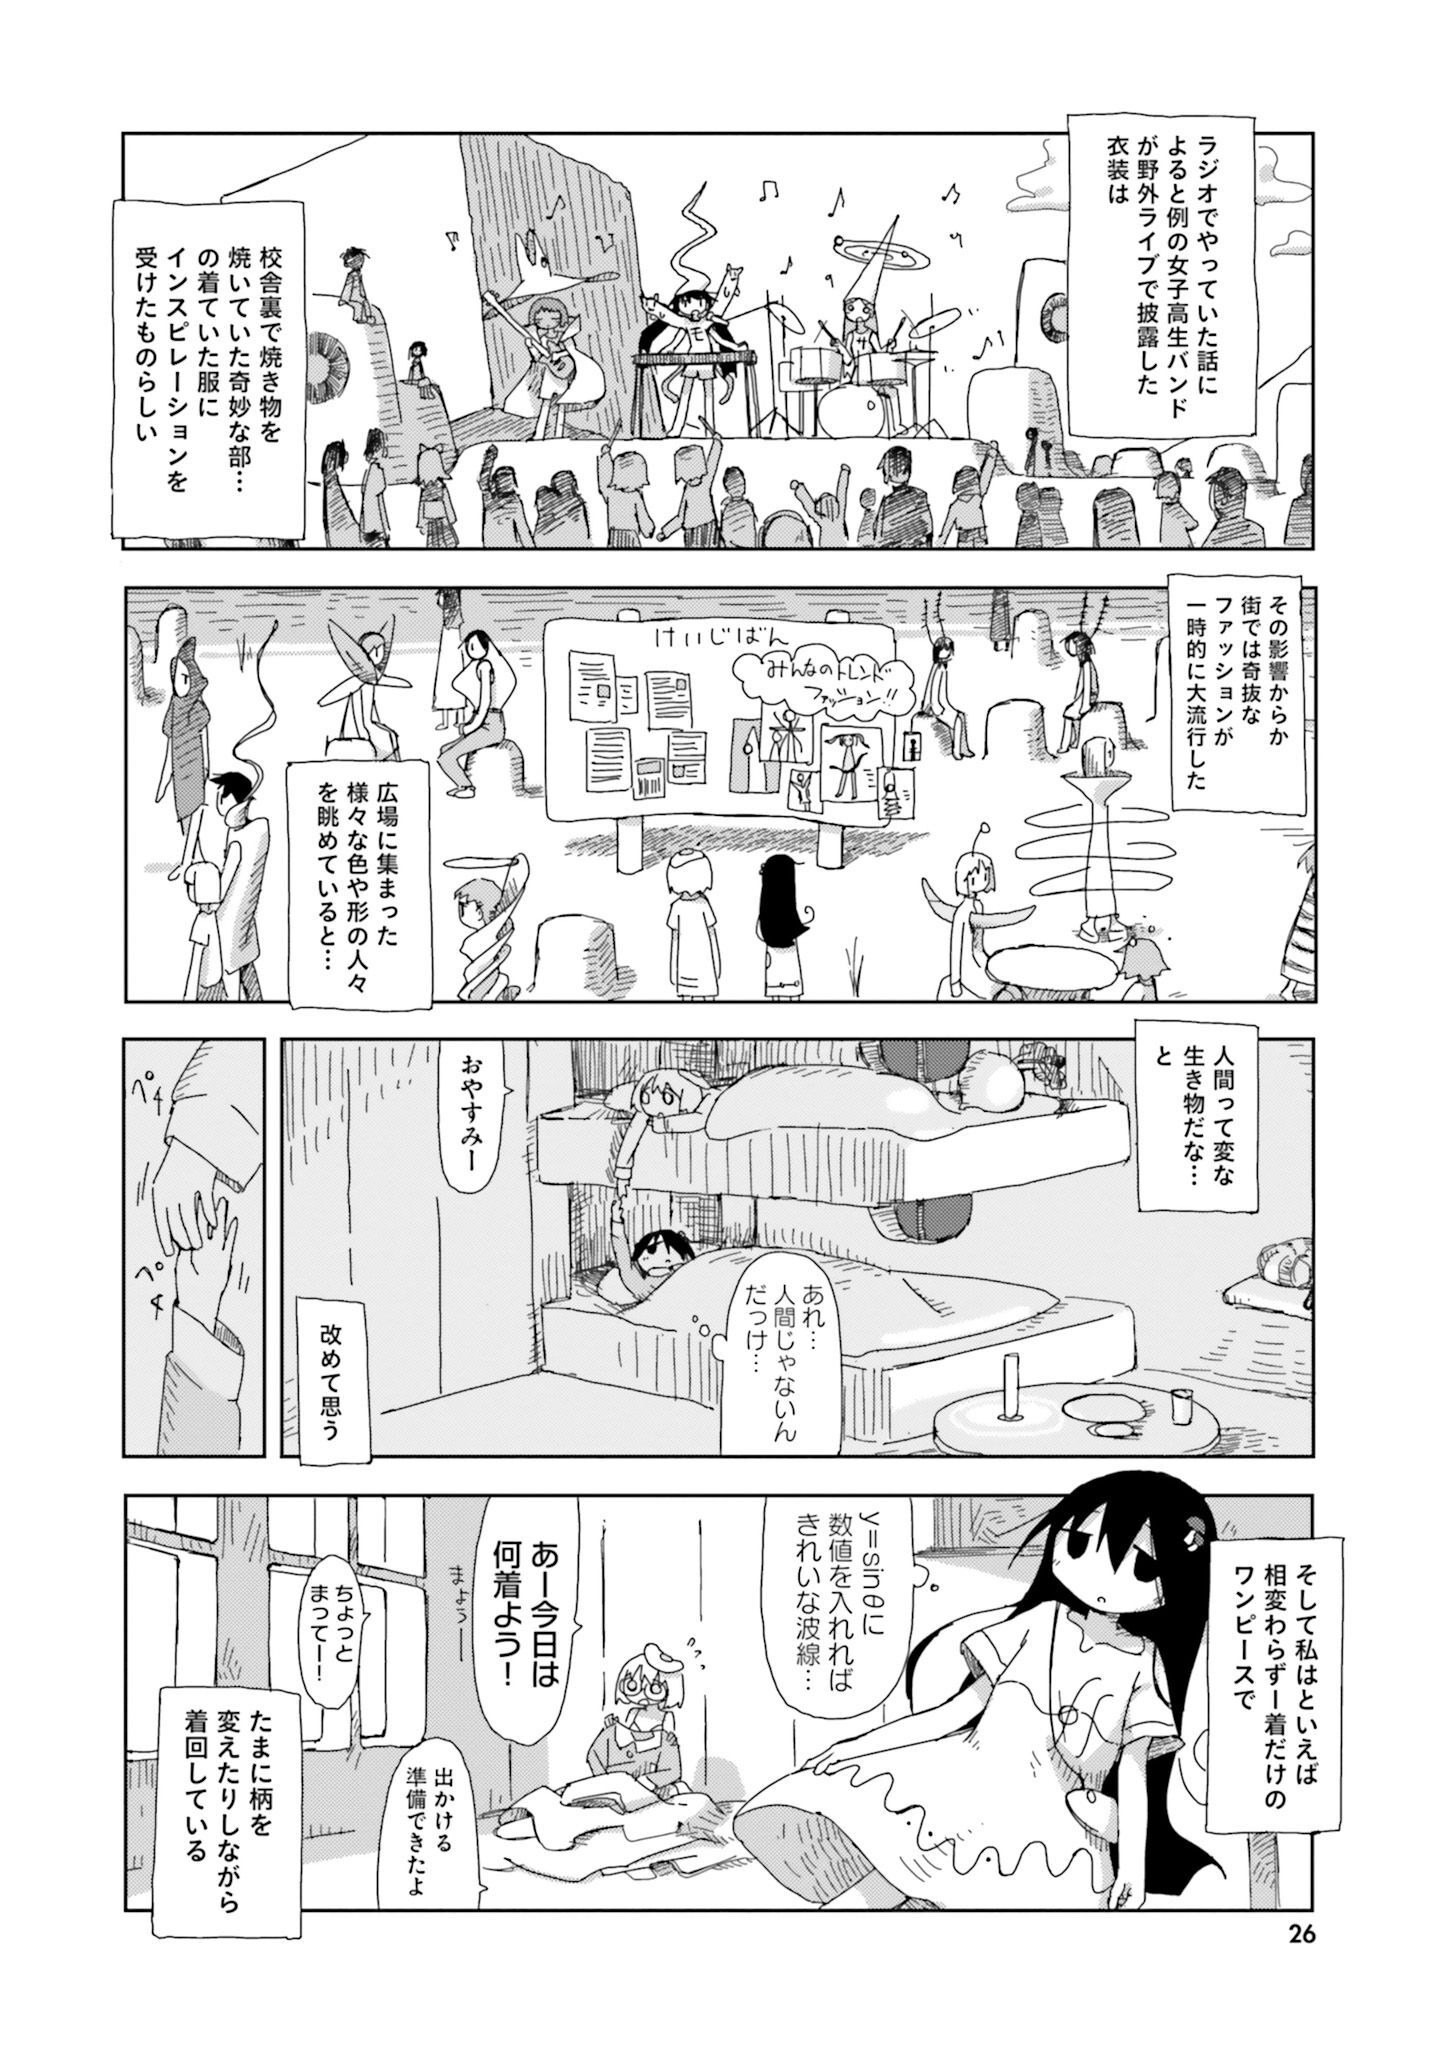 ラジオでやっていた話に
よると例の女子高生バンド
が野外ライブで披露した
衣装は
モ
サ
校舎裏で焼き物を
焼いていた奇妙な部…
の着ていた服に
インスピレーションを
受けたものらしい
その影響からか
街では奇抜な
ファッションが
一時的に大流行した
けいじばん
みんなのトレンド
ファッション!!
広場に集まった
様々な色や形の人々
を眺めていると…
人間って変な
生き物だな…
と
おやすみー
あれ…
人間じゃないん
だっけ…
改めて思う
ペチ
ペチ
そして私はといえば
相変わらず一着だけの
ワンピースで
y=sinθに
数値を入れれば
きれいな波線…
あー今日は
何着よう！
まようーー
ちょっと
まってー！
出かける
準備できたよ
たまに柄を
変えたりしながら
着回している
26